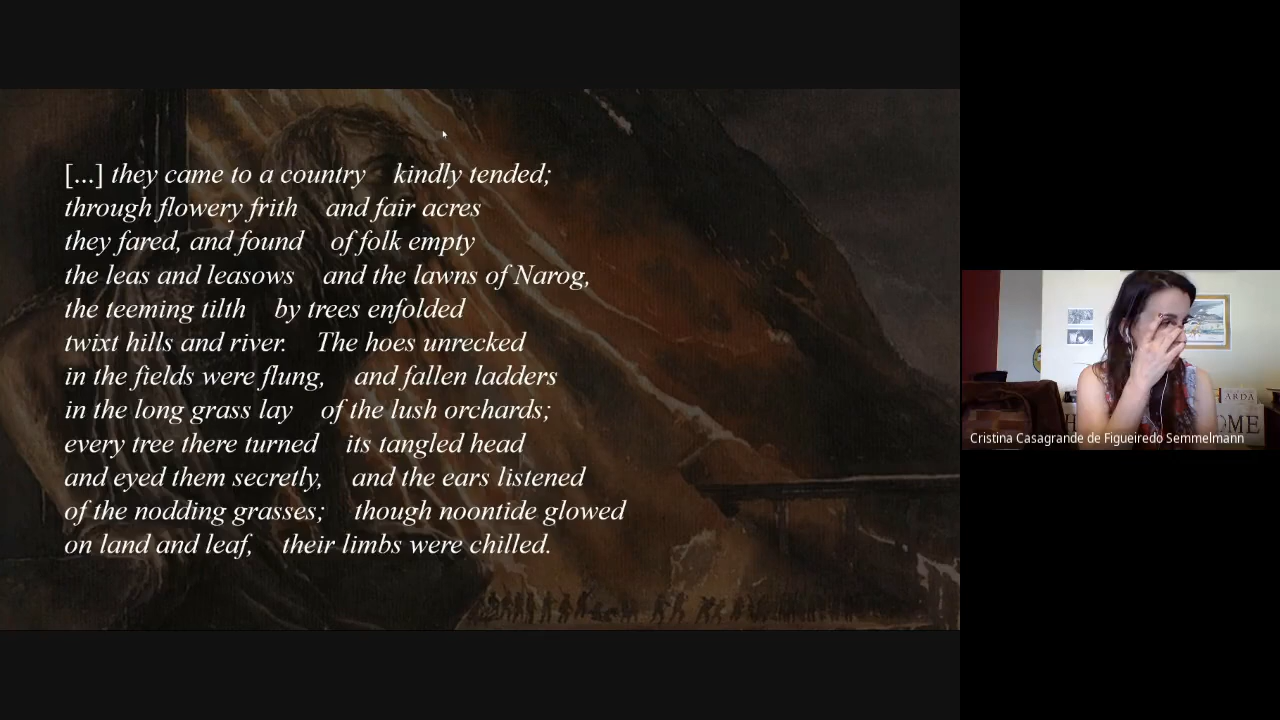 [...] they came to a country kindly tended;
through flowery frith and fair acres
they fared, and found of folk empty
the leas and leasows and the lawns of Narog,
the teeming tilth by trees enfolded
twixt hills and river. The hoes unrecked
in the fields were flung, and fallen ladders
in the long grass lay of the lush orchards;
every tree there turned its tangled head
and eyed them secretly, and the ears listened
of the nodding grasses; though noontide glowed
on land and leaf, their limbs were chilled.
ARDA
Cristina Casagrande de Figueiredo Semmelmann